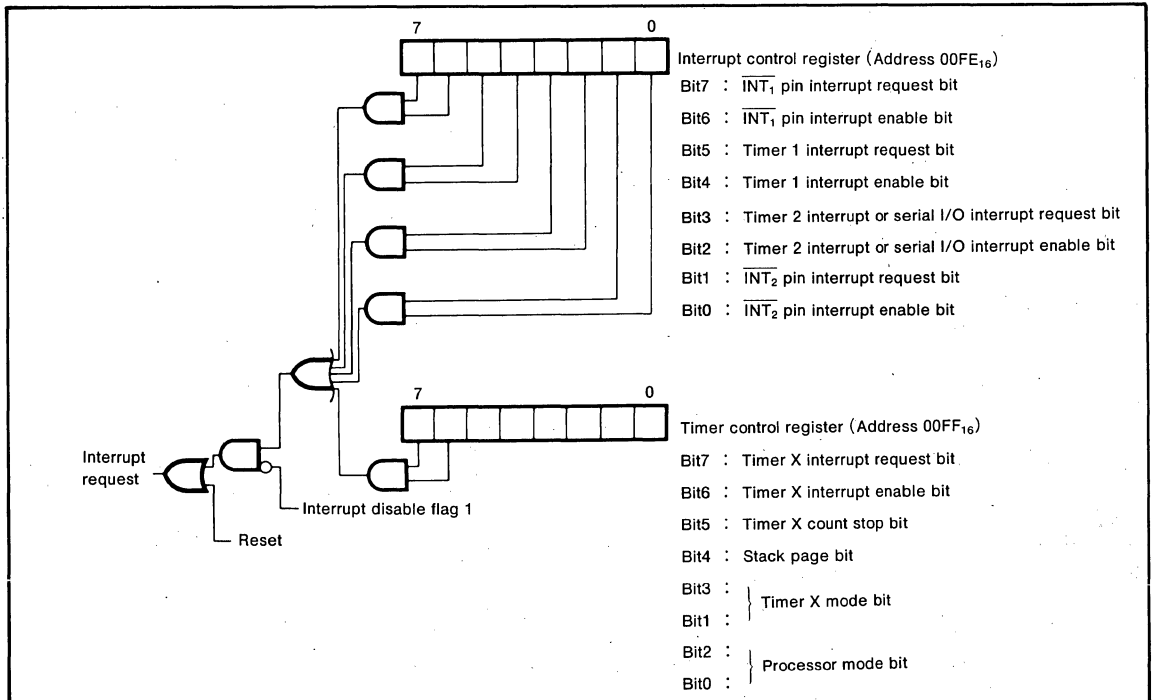 7 0
Interrupt control register (Address 00FE₁₆)
Bit7 : I̅N̅T̅₁̅ pin interrupt request bit
Bit6 : I̅N̅T̅₁̅ pin interrupt enable bit
Bit5 : Timer 1 interrupt request bit
Bit4 : Timer 1 interrupt enable bit
Bit3 : Timer 2 interrupt or serial I/O interrupt request bit
Bit2 : Timer 2 interrupt or serial I/O interrupt enable bit
Bit1 : I̅N̅T̅₂̅ pin interrupt request bit
Bit0 : I̅N̅T̅₂̅ pin interrupt enable bit
7 0
Timer control register (Address 00FF₁₆)
Bit7 : Timer X interrupt request bit
Bit6 : Timer X interrupt enable bit
Bit5 : Timer X count stop bit
Bit4 : Stack page bit
Bit3 :
Timer X mode bit
Bit1 :
Bit2 :
Processor mode bit
Bit0 :
Interrupt
request
Interrupt disable flag 1
Reset